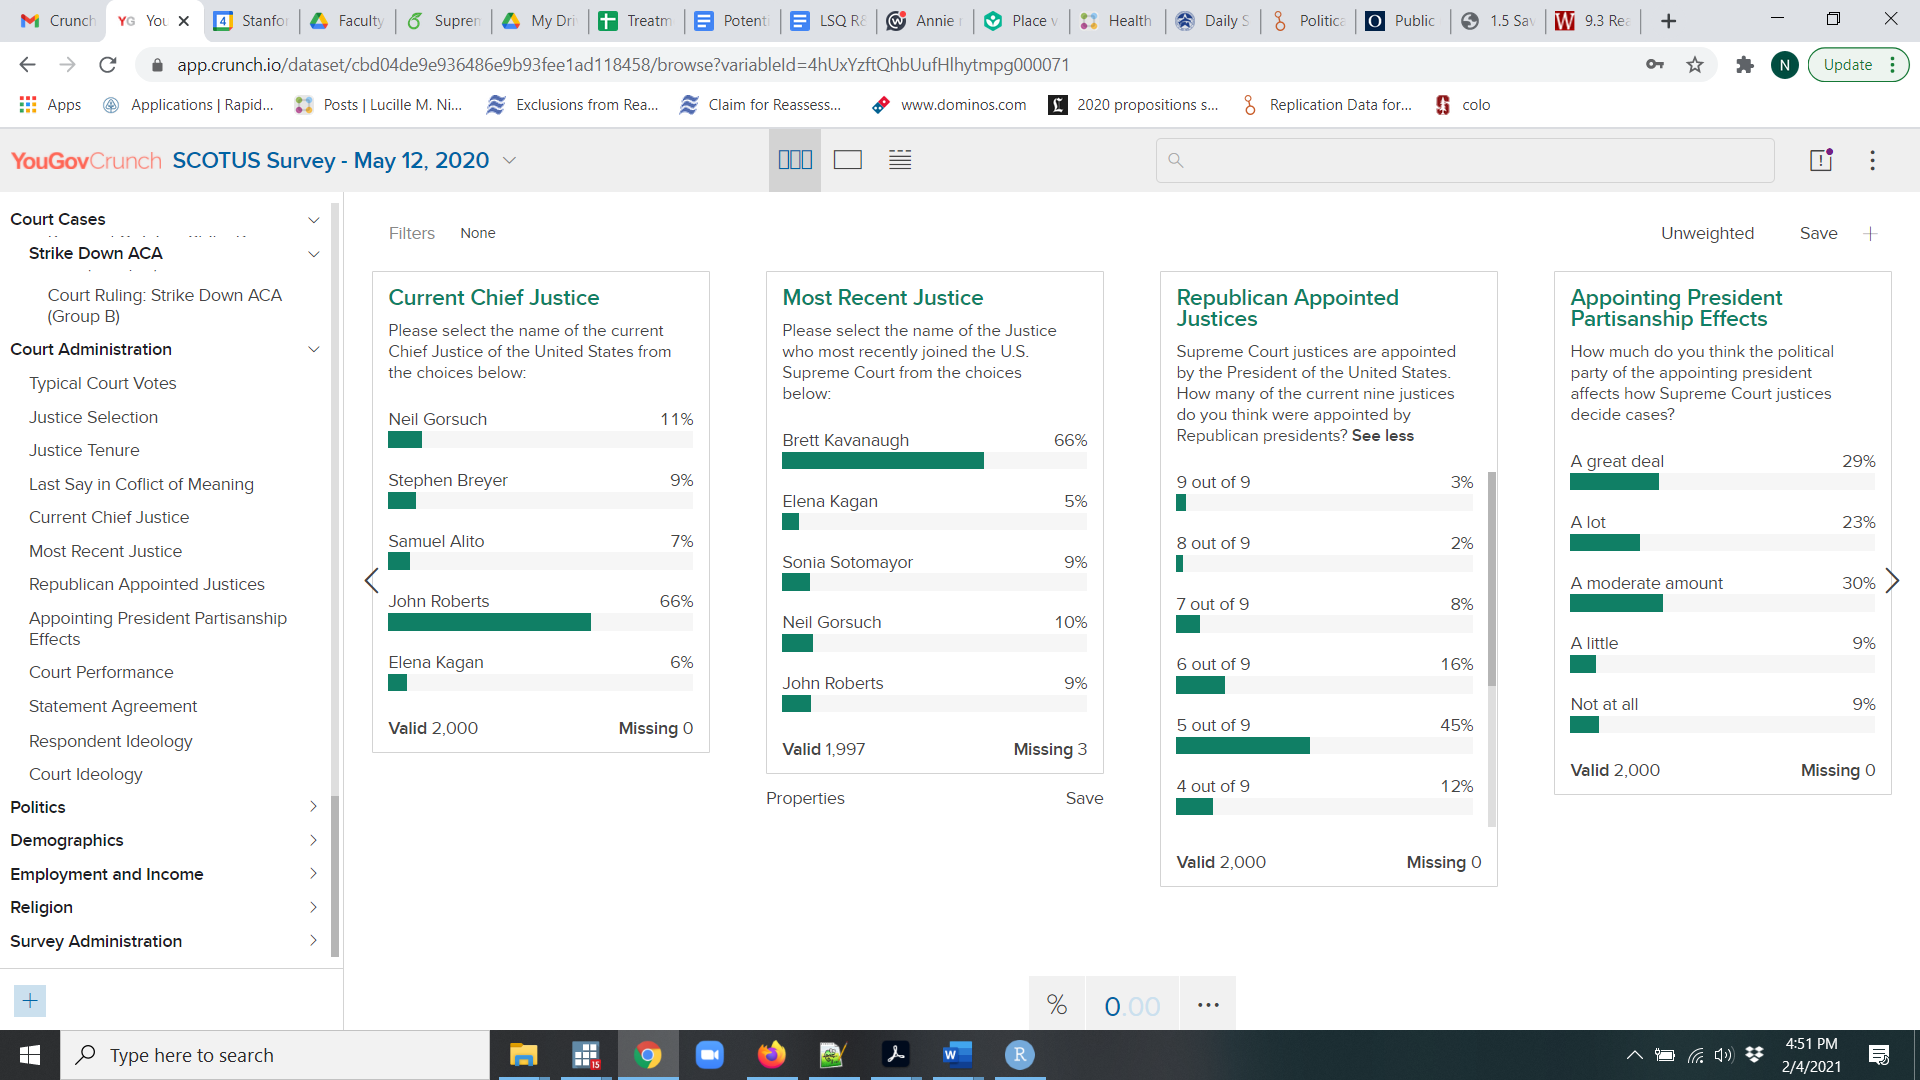 Crunch
YG You
4 Stanfo
Faculty
Suprem
My Dri
Treatm
Potenti
LSQ R&
Annie
Place v
Health
Daily S
Politica
O Public
1.5 Sav
W 9.3 Rea
app.crunch.io/dataset/cbd04de9e936486e9b93fee1ad118458/browse?variableId=4hUxYzftQhbUufHlhytmpg000071
N
Update
Apps
Applications | Rapid...
Posts | Lucille M. Ni...
Exclusions from Rea...
Claim for Reassess...
www.dominos.com
2020 propositions s...
Replication Data for...
colo
YouGovCrunch SCOTUS Survey - May 12, 2020
Court Cases
Strike Down ACA
Court Ruling: Strike Down ACA
(Group B)
Court Administration
Typical Court Votes
Justice Selection
Justice Tenure
Last Say in Coflict of Meaning
Current Chief Justice
Most Recent Justice
Republican Appointed Justices
Appointing President Partisanship
Effects
Court Performance
Statement Agreement
Respondent Ideology
Court Ideology
Politics
Demographics
Employment and Income
Religion
Survey Administration
+
Filters None
Unweighted Save +
Current Chief Justice
Please select the name of the current
Chief Justice of the United States from
the choices below:
Neil Gorsuch 11%
Stephen Breyer 9%
Samuel Alito 7%
John Roberts 66%
Elena Kagan 6%
Valid 2,000 Missing 0
Most Recent Justice
Please select the name of the Justice
who most recently joined the U.S.
Supreme Court from the choices
below:
Brett Kavanaugh 66%
Elena Kagan 5%
Sonia Sotomayor 9%
Neil Gorsuch 10%
John Roberts 9%
Valid 1,997 Missing 3
Properties Save
Republican Appointed
Justices
Supreme Court justices are appointed
by the President of the United States.
How many of the current nine justices
do you think were appointed by
Republican presidents? See less
9 out of 9 3%
8 out of 9 2%
7 out of 9 8%
6 out of 9 16%
5 out of 9 45%
4 out of 9 12%
Valid 2,000 Missing 0
Appointing President
Partisanship Effects
How much do you think the political
party of the appointing president
affects how Supreme Court justices
decide cases?
A great deal 29%
A lot 23%
A moderate amount 30%
A little 9%
Not at all 9%
Valid 2,000 Missing 0
% 0.00 ...
Type here to search
15
R
4:51 PM
2/4/2021